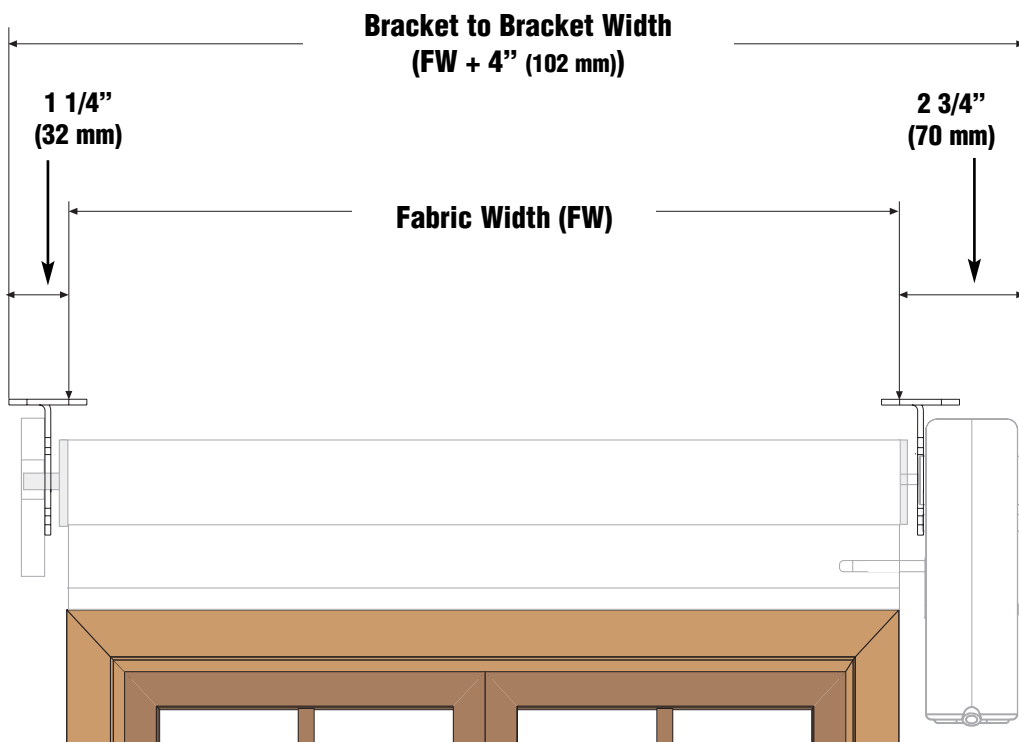 Bracket to Bracket Width
(FW + 4” (102 mm))
1 1/4”
(32 mm)
2 3/4”
(70 mm)
Fabric Width (FW)